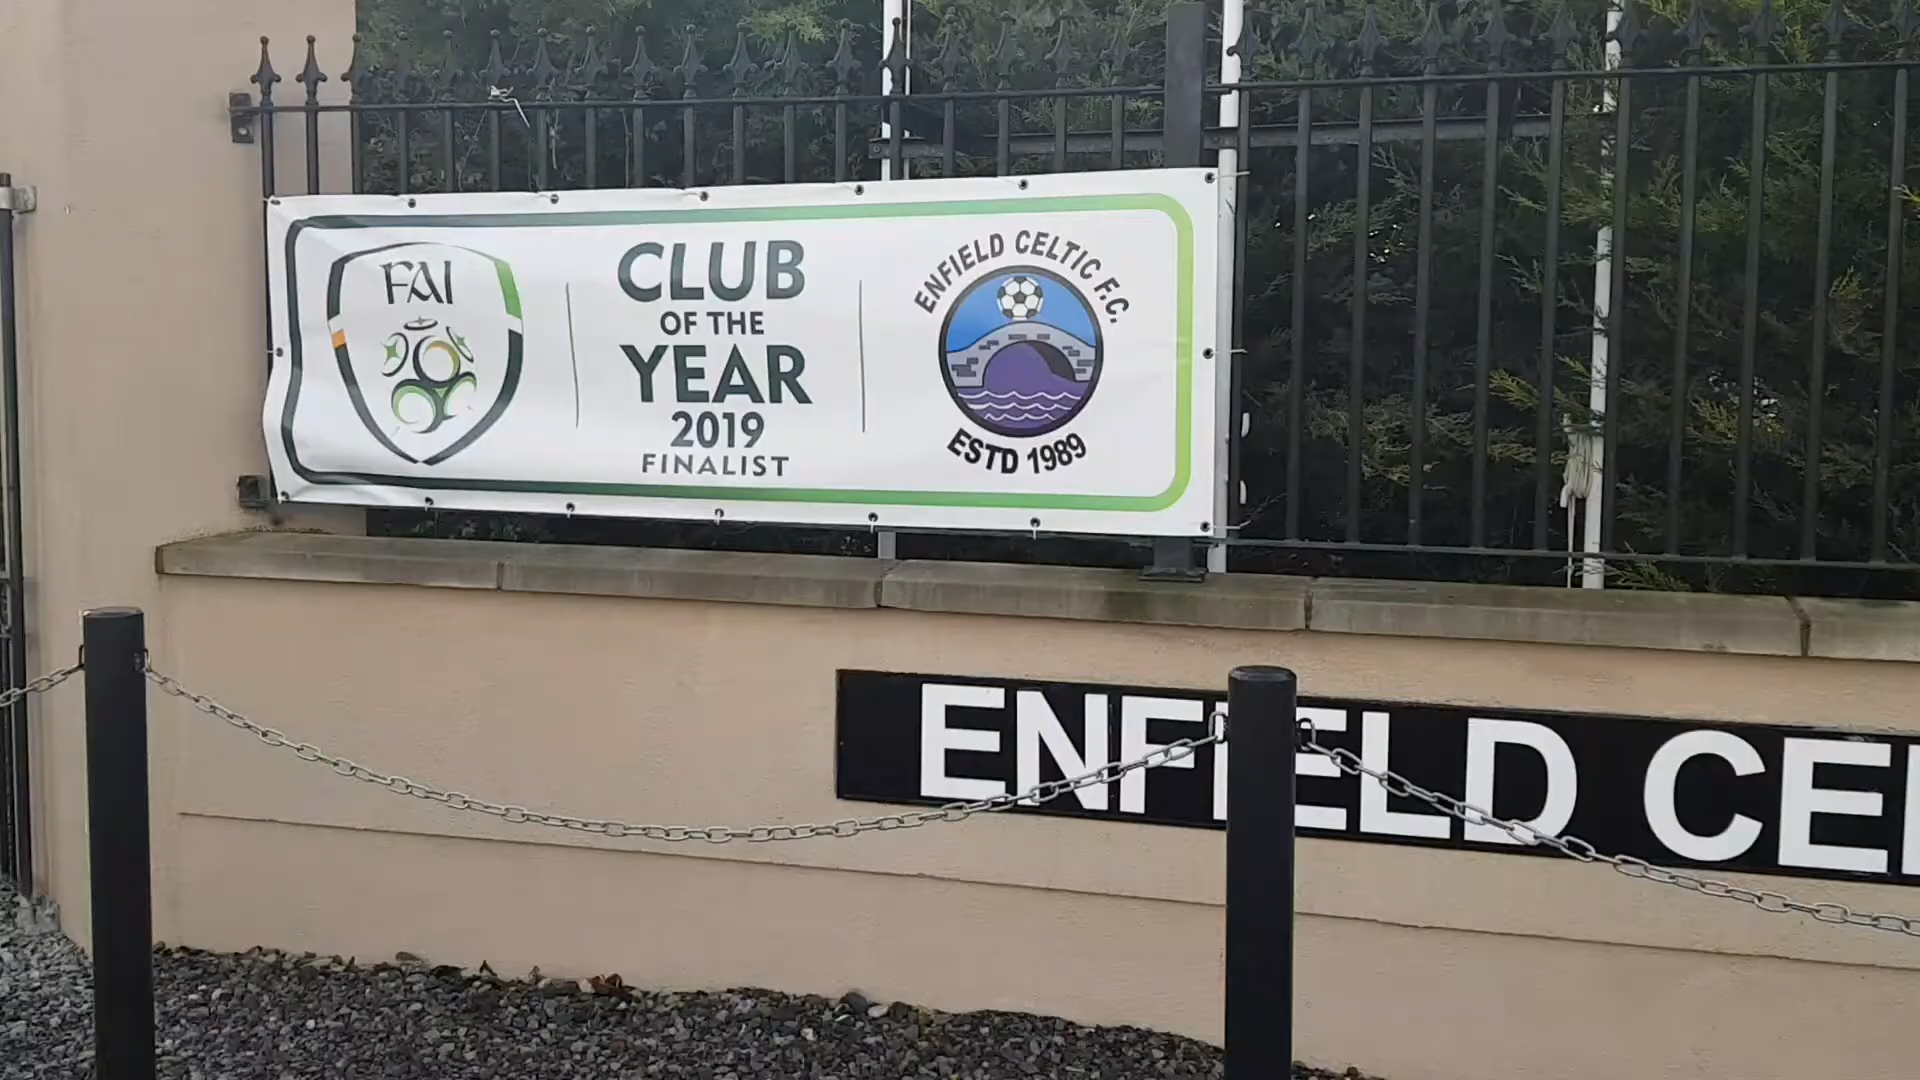 FAI
CLUB
OF THE
YEAR
2019
FINALIST
ENFIELD CELTIC F.C.
ESTD 1989
ENFIELD CE